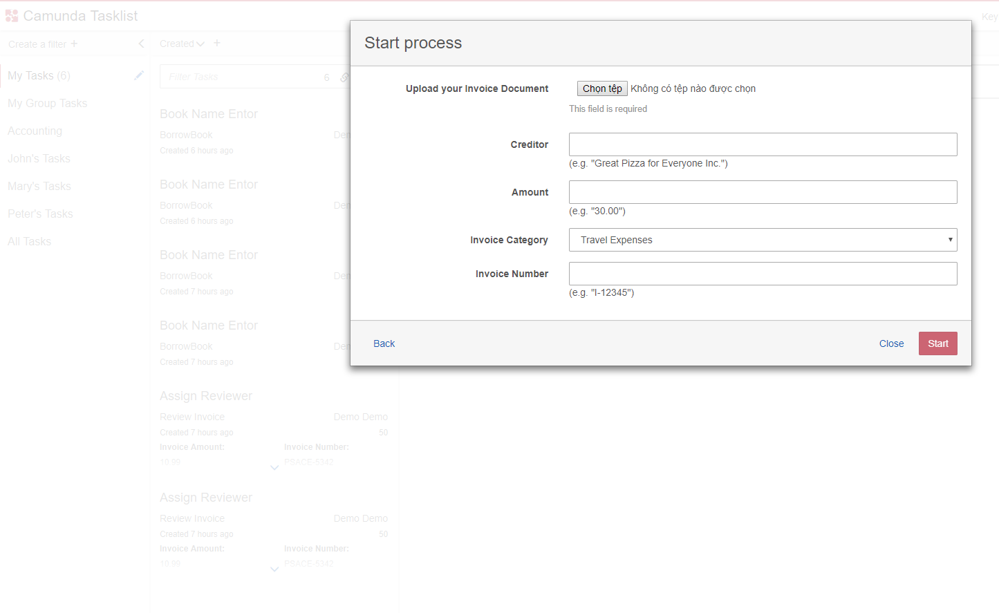 Camunda Tasklist
Key
Create a filter +
My Tasks (6)
My Group Tasks
Accounting
John's Tasks
Mary's Tasks
Peter's Tasks
All Tasks
Created +
Filter Tasks 6
Book Name Entor
BorrowBook Den
Created 6 hours ago
Book Name Entor
BorrowBook Den
Created 6 hours ago
Book Name Entor
BorrowBook Den
Created 7 hours ago
Book Name Entor
BorrowBook Den
Created 7 hours ago
Assign Reviewer
Review Invoice Demo Demo
Created 7 hours ago 50
Invoice Amount: Invoice Number:
10.99 PSACE-5342
Assign Reviewer
Review Invoice Demo Demo
Created 7 hours ago 50
Invoice Amount: Invoice Number:
10.99 PSACE-5342
Start process
Upload your Invoice Document Chọn tệp Không có tệp nào được chọn
This field is required
Creditor
(e.g. "Great Pizza for Everyone Inc.")
Amount
(e.g. "30.00")
Invoice Category Travel Expenses
Invoice Number
(e.g. "I-12345")
Back Close Start